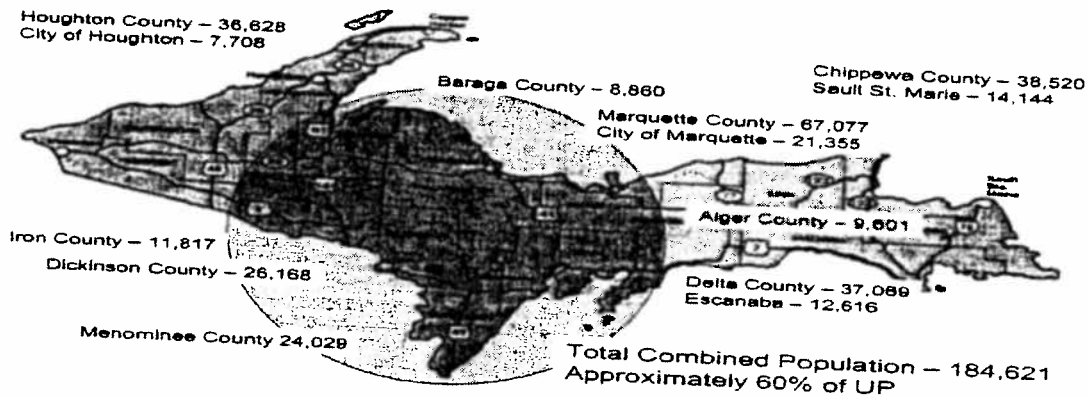 Houghton County – 36,628
City of Houghton – 7,708
Baraga County – 8,860
Chippewa County – 38,520
Sault St. Marie – 14,144
Marquette County – 67,077
City of Marquette – 21,355
Alger County – 9,601
Iron County – 11,817
Dickinson County – 26,168
Delta County – 37,069
Escanaba – 12,616
Menominee County 24,029
Total Combined Population – 184,621
Approximately 60% of UP